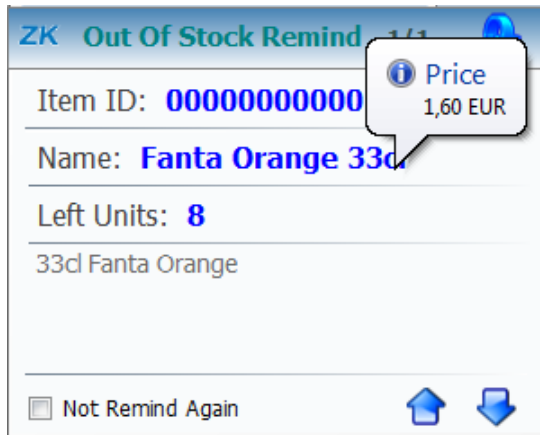 ZK Out Of Stock Remind 1/1
Price
1,60 EUR
Item ID: 00000000000
Name: Fanta Orange 33cl
Left Units: 8
33cl Fanta Orange
Not Remind Again